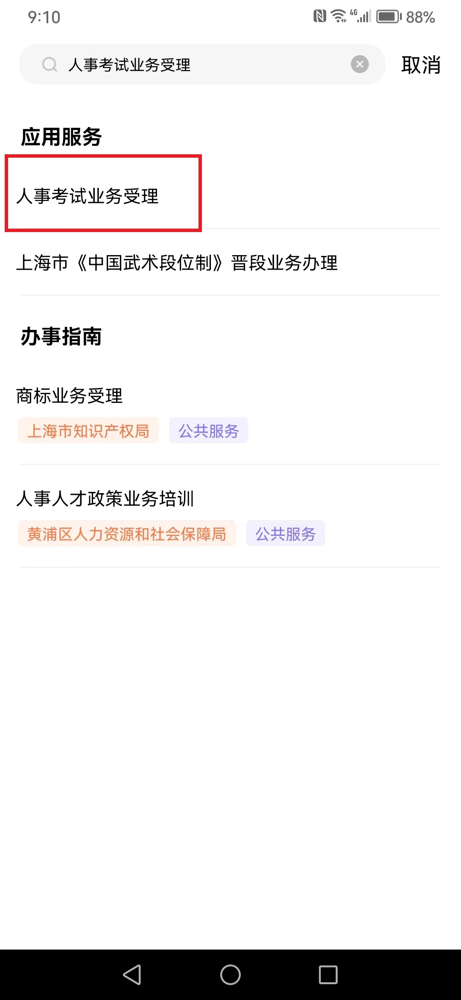 9:10
4G
88%
人事考试业务受理
取消
应用服务
人事考试业务受理
上海市《中国武术段位制》晋段业务办理
办事指南
商标业务受理
上海市知识产权局 公共服务
人事人才政策业务培训
黄浦区人力资源和社会保障局 公共服务